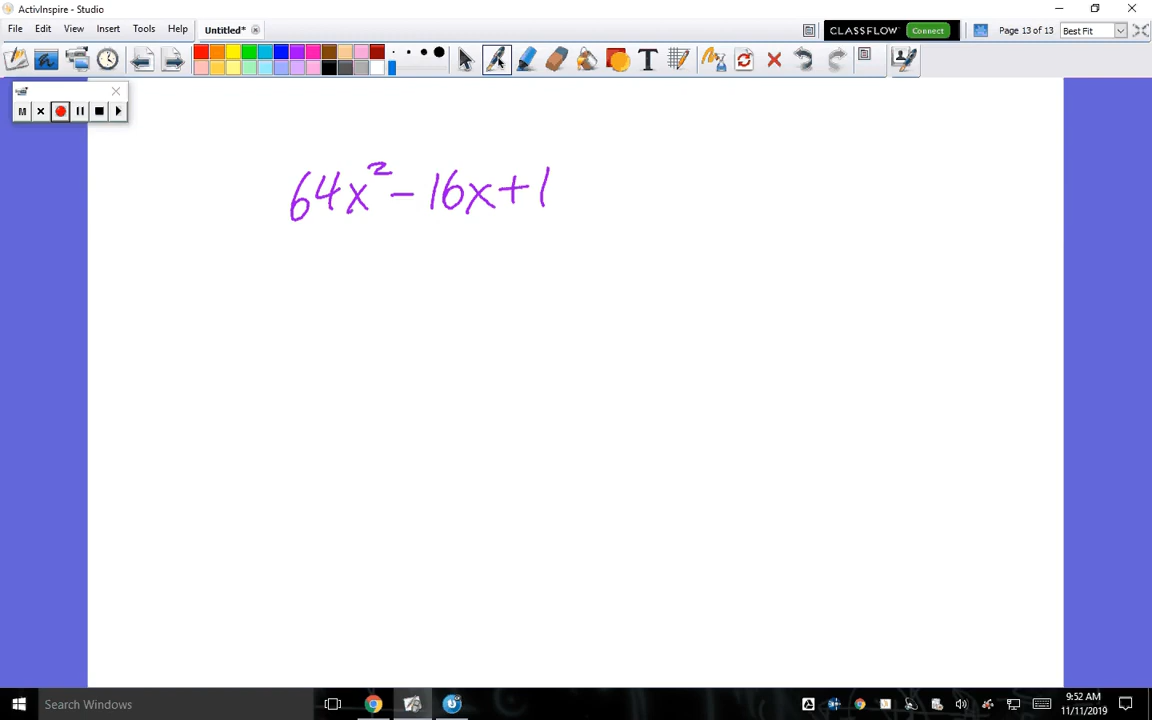 ActivInspire - Studio
File Edit View Insert Tools Help Untitled* CLASSFLOW Connect Page 13 of 13 Best Fit
M
T
64x² - 16x + 1
Search Windows
9:52 AM
11/11/2019